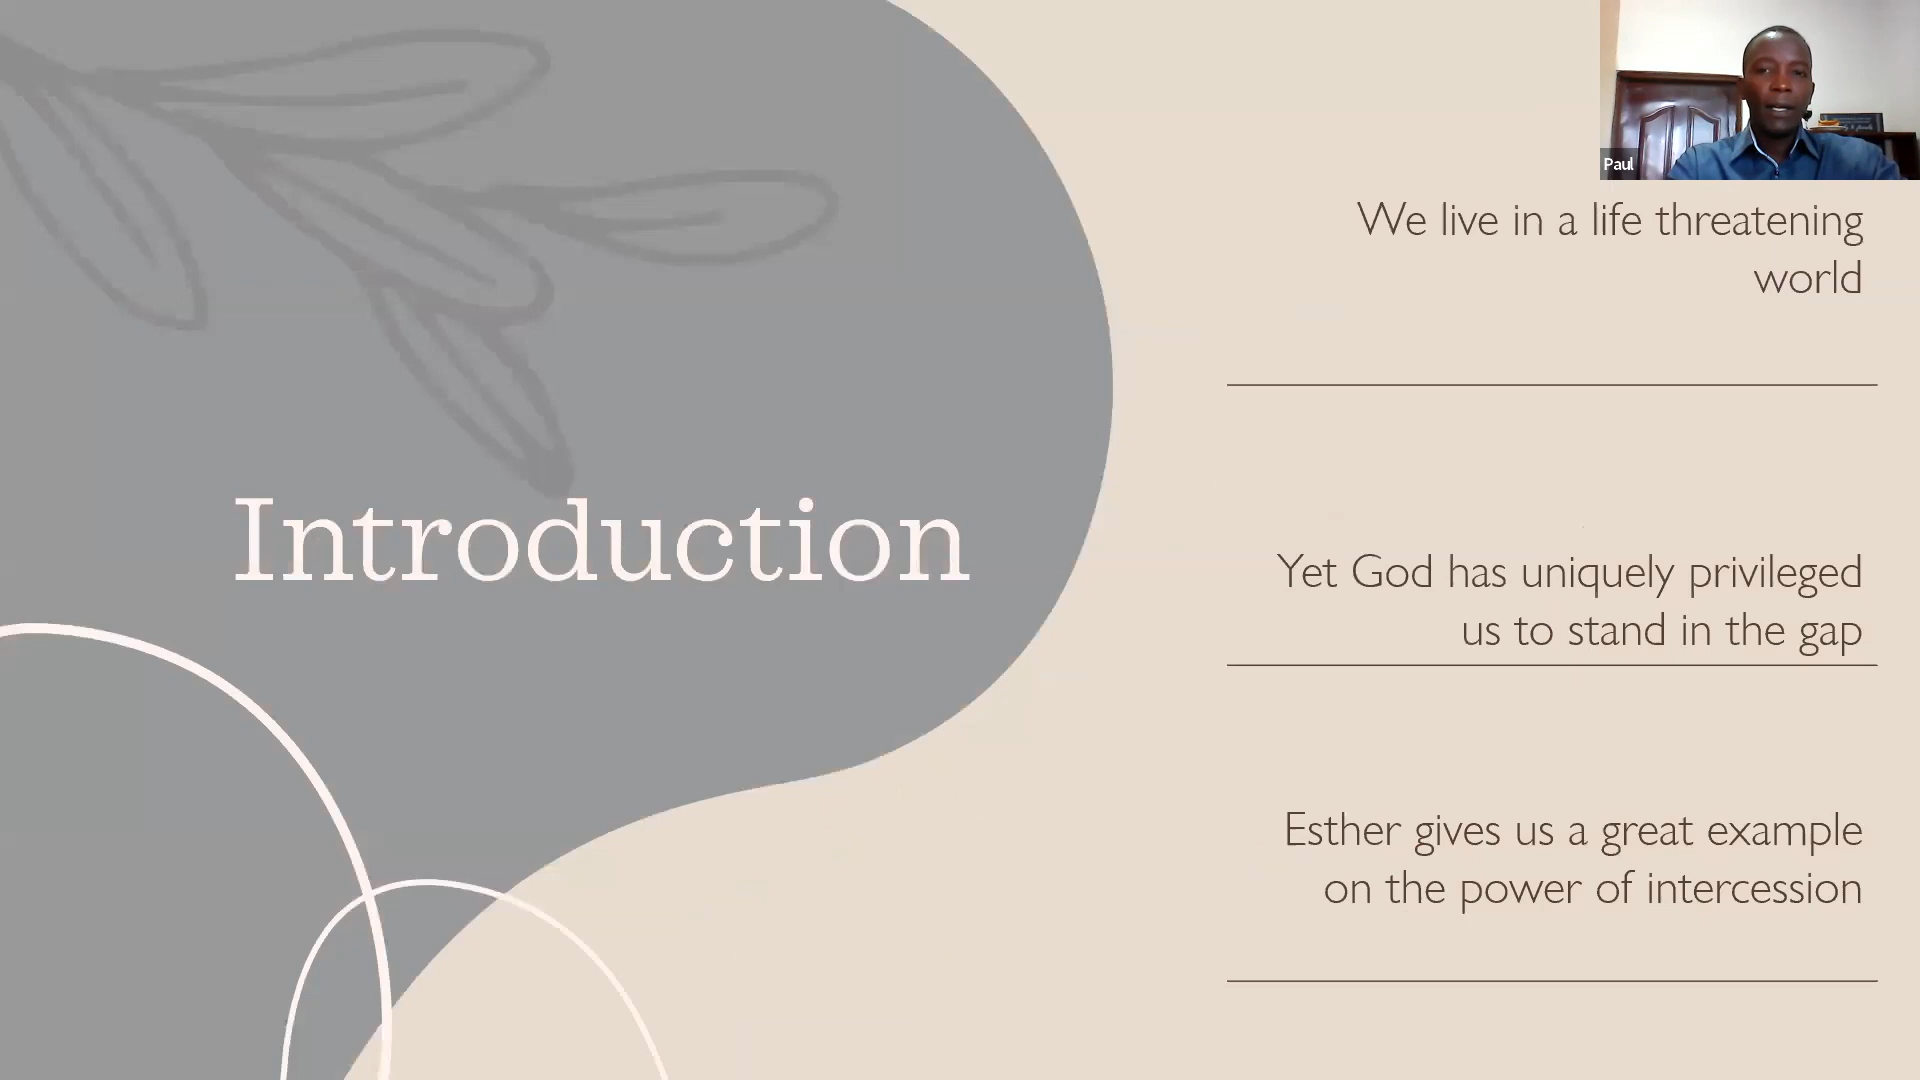 Paul
We live in a life threatening
world
Introduction
Yet God has uniquely privileged
us to stand in the gap
Esther gives us a great example
on the power of intercession